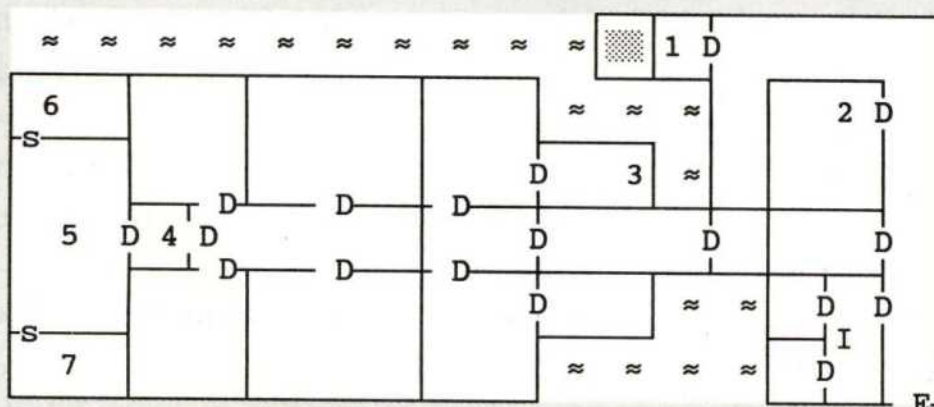 ≈ ≈ ≈ ≈ ≈ ≈ ≈ ≈ ≈ ≈ 1 D
6 ≈ ≈ ≈ 2 D
S
D 3 ≈
D D D
5 D 4 D D D D
D D D
D ≈ ≈ D D
S I
7 ≈ ≈ ≈ ≈ D